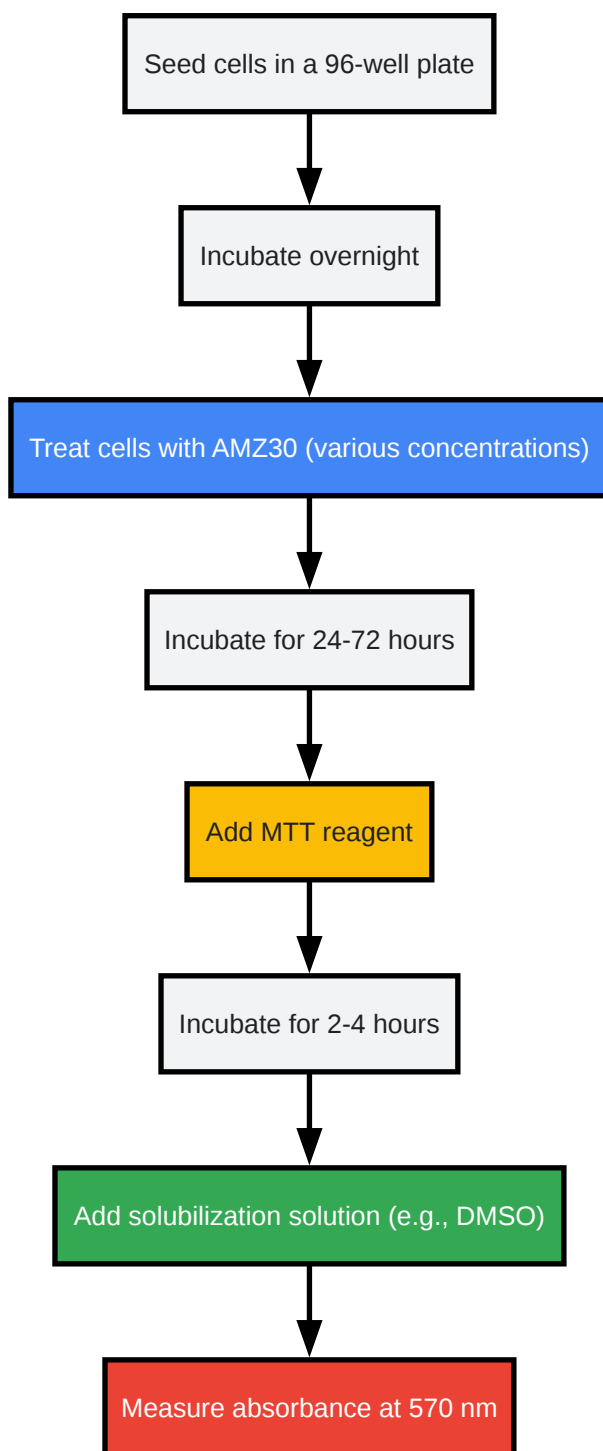 Seed cells in a 96-well plate
Incubate overnight
Treat cells with AMZ30 (various concentrations)
Incubate for 24-72 hours
Add MTT reagent
Incubate for 2-4 hours
Add solubilization solution (e.g., DMSO)
Measure absorbance at 570 nm